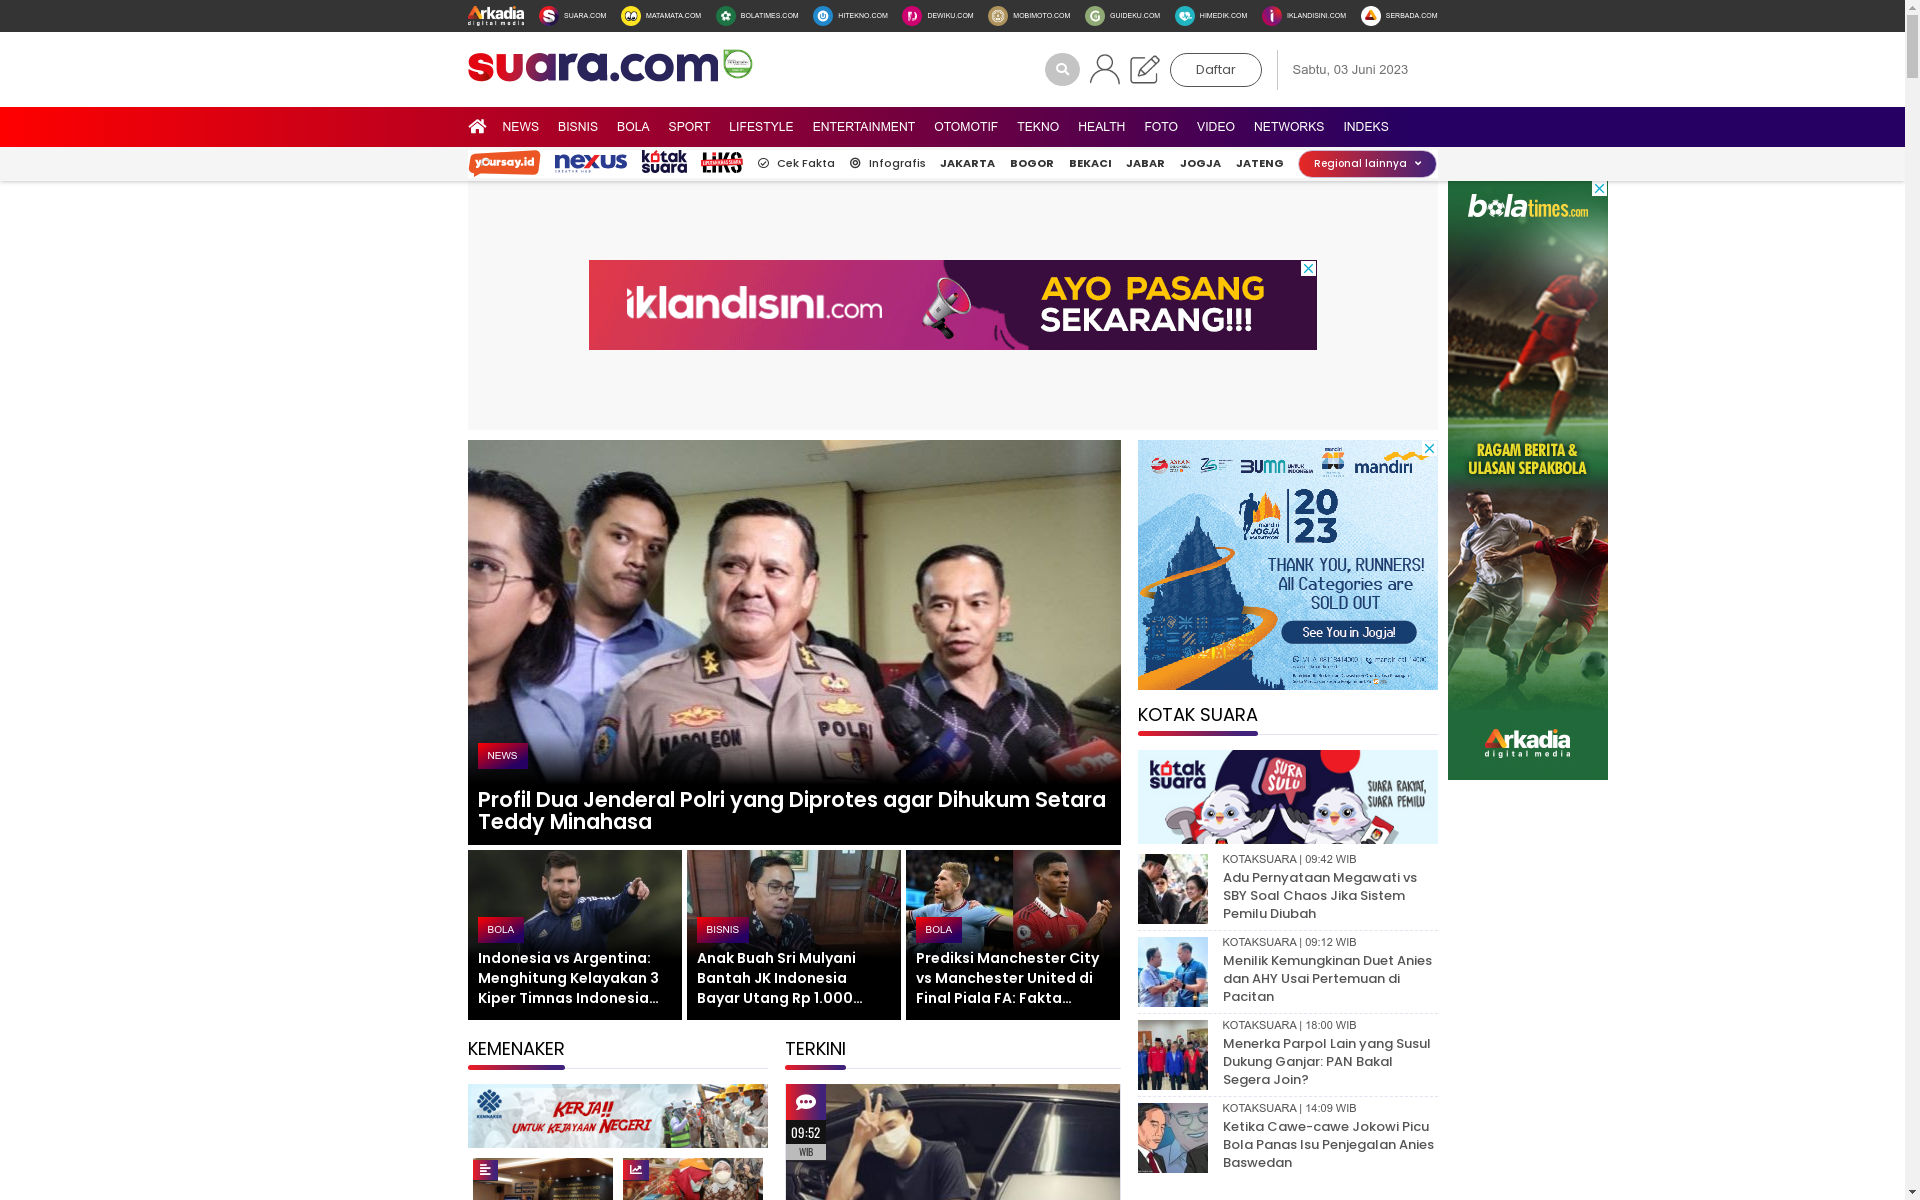 Arkadia
digital media
SUARA.COM
MATAMATA.COM
BOLATIMES.COM
HITEKNO.COM
DEWIKU.COM
MOBIMOTO.COM
GUIDEKU.COM
HIMEDIK.COM
IKLANDISINI.COM
SERBADA.COM
suara.com
Daftar
Sabtu, 03 Juni 2023
NEWS
BISNIS
BOLA
SPORT
LIFESTYLE
ENTERTAINMENT
OTOMOTIF
TEKNO
HEALTH
FOTO
VIDEO
NETWORKS
INDEKS
yOursay.id
nexus
kotak suara
LIKS
Cek Fakta
Infografis
JAKARTA
BOGOR
BEKACI
JABAR
JOGJA
JATENG
Regional lainnya
iklandisini.com
AYO PASANG
SEKARANG!!!
bolatimes.com
RAGAM BERITA &
ULASAN SEPAKBOLA
Arkadia
digital media
NAPOLEON
POLRI
NEWS
Profil Dua Jenderal Polri yang Diprotes agar Dihukum Setara
Teddy Minahasa
BOLA
Indonesia vs Argentina:
Menghitung Kelayakan 3
Kiper Timnas Indonesia...
BISNIS
Anak Buah Sri Mulyani
Bantah JK Indonesia
Bayar Utang Rp 1.000...
BOLA
Prediksi Manchester City
vs Manchester United di
Final Piala FA: Fakta...
BUMN
mandiri
mandiri
JOGJA
MARATHON
2023
THANK YOU, RUNNERS!
All Categories are
SOLD OUT
See You in Jogja!
KOTAK SUARA
kotak
suara
SURA
SULU
SUARA RAKYAT,
SUARA PEMILU
KOTAKSUARA | 09:42 WIB
Adu Pernyataan Megawati vs
SBY Soal Chaos Jika Sistem
Pemilu Diubah
KOTAKSUARA | 09:12 WIB
Menilik Kemungkinan Duet Anies
dan AHY Usai Pertemuan di
Pacitan
KOTAKSUARA | 18:00 WIB
Menerka Parpol Lain yang Susul
Dukung Ganjar: PAN Bakal
Segera Join?
KOTAKSUARA | 14:09 WIB
Ketika Cawe-cawe Jokowi Picu
Bola Panas Isu Penjegalan Anies
Baswedan
KEMENAKER
KEMNAKER
KERJA!!
UNTUK KEJAYAAN NEGERI
TERKINI
09:52
WIB